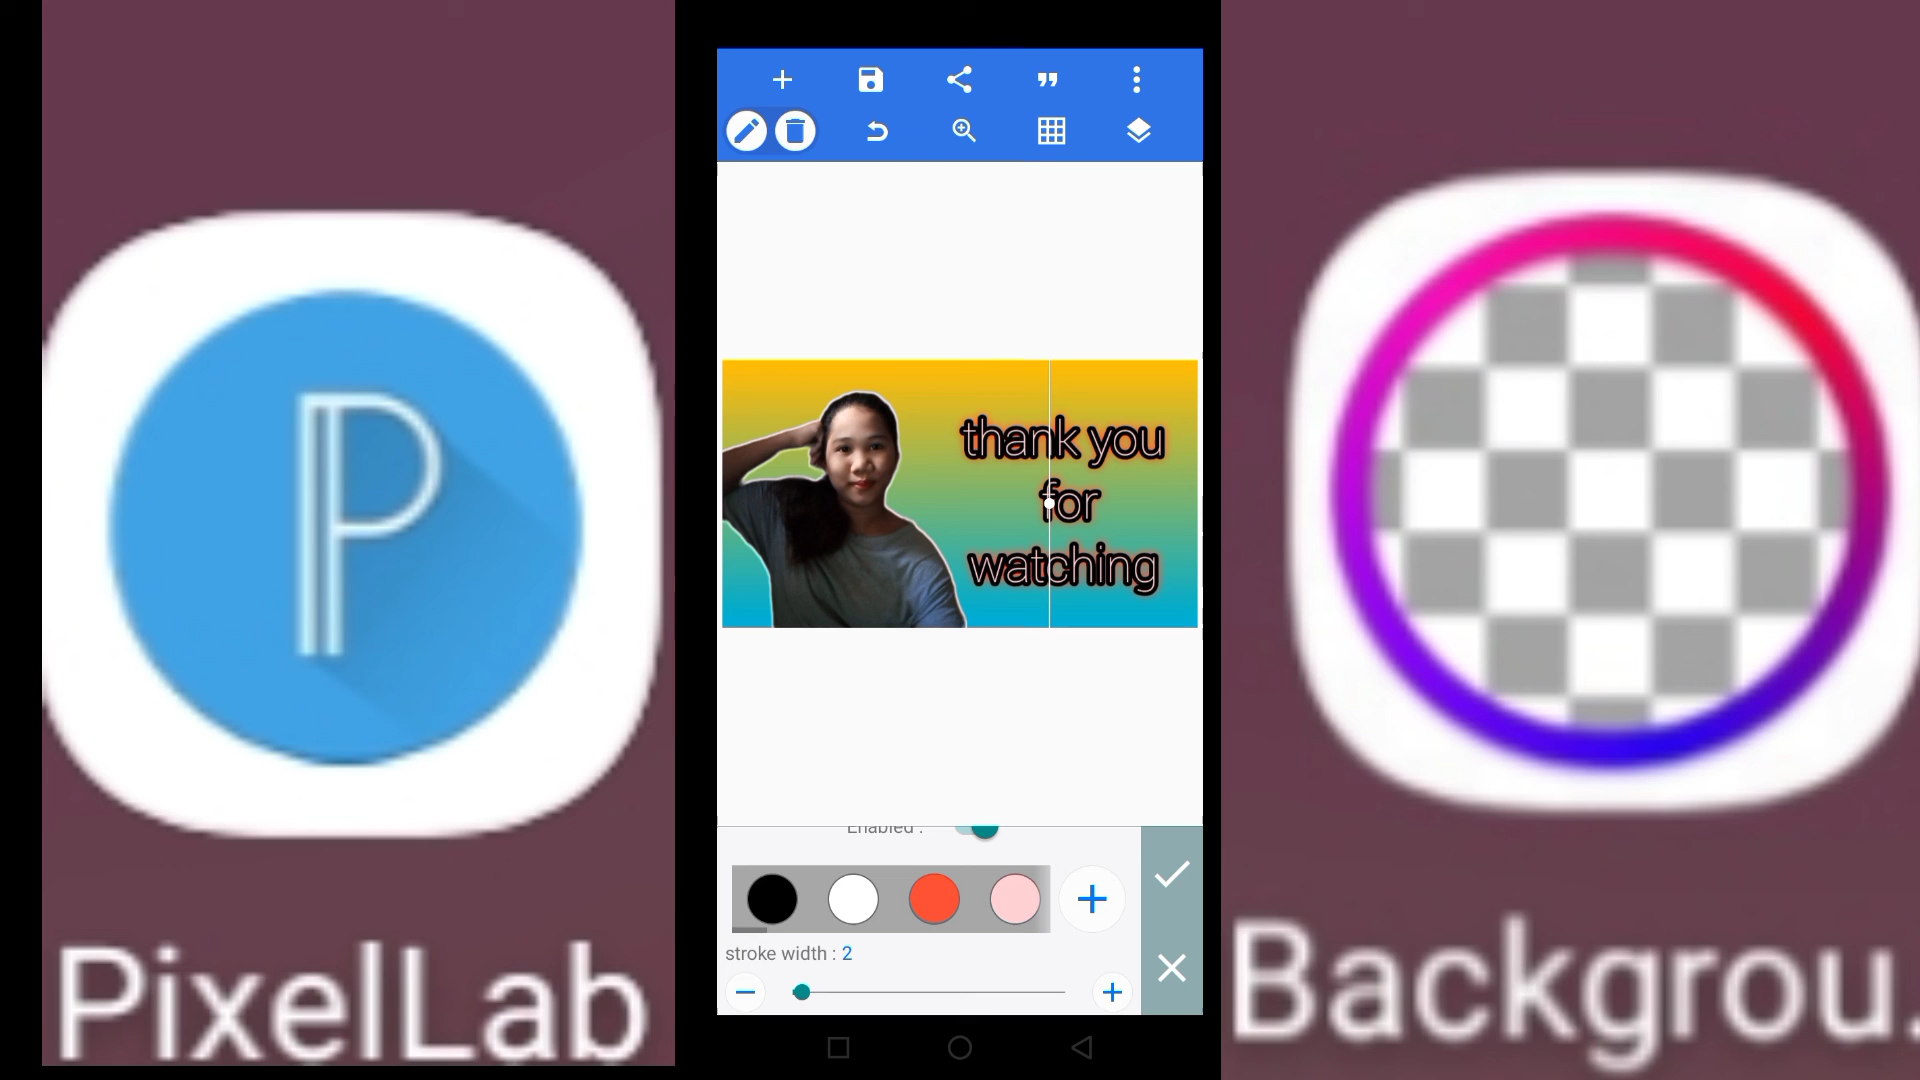 thank you
for
watching
Enabled :
stroke width : 2
PixelLab
Backgrou.